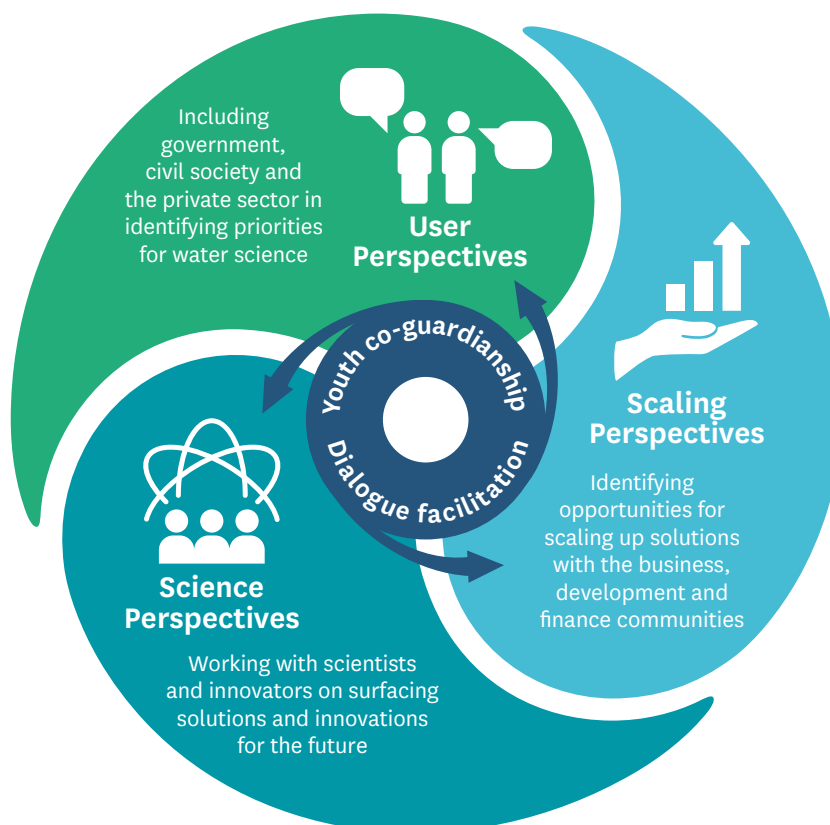 Including
government,
civil society and
the private sector in
identifying priorities
for water science
User
Perspectives
Youth co-guardianship
Dialogue facilitation
Scaling
Perspectives
Identifying
opportunities for
scaling up solutions
with the business,
development and
finance communities
Science
Perspectives
Working with scientists
and innovators on surfacing
solutions and innovations
for the future